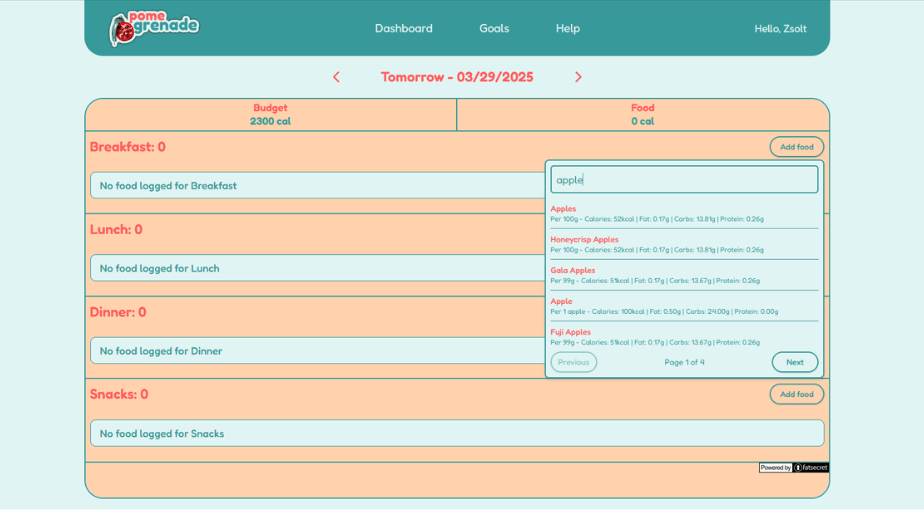 pome
grenade
Dashboard
Goals
Help
Hello, Zsolt
Tomorrow - 03/29/2025
Budget
2300 cal
Food
0 cal
Breakfast: 0
Add food
No food logged for Breakfast
apple
Apples
Per 100g - Calories: 52kcal | Fat: 0.17g | Carbs: 13.81g | Protein: 0.26g
Honeycrisp Apples
Per 100g - Calories: 52kcal | Fat: 0.17g | Carbs: 13.81g | Protein: 0.26g
Gala Apples
Per 99g - Calories: 51kcal | Fat: 0.17g | Carbs: 13.67g | Protein: 0.26g
Apple
Per 1 apple - Calories: 100kcal | Fat: 0.50g | Carbs: 24.00g | Protein: 0.00g
Fuji Apples
Per 99g - Calories: 51kcal | Fat: 0.17g | Carbs: 13.67g | Protein: 0.26g
Previous
Page 1 of 4
Next
Lunch: 0
No food logged for Lunch
Dinner: 0
No food logged for Dinner
Snacks: 0
Add food
No food logged for Snacks
Powered by fatsecret